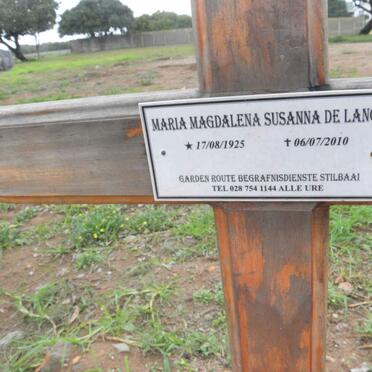 MARIA MAGDALENA SUSANNA DE LANG
★ 17/08/1925 ✝ 06/07/2010
GARDEN ROUTE BEGRAFNISDIENSTE STILBAAI
TEL 028 754 1144 ALLE URE